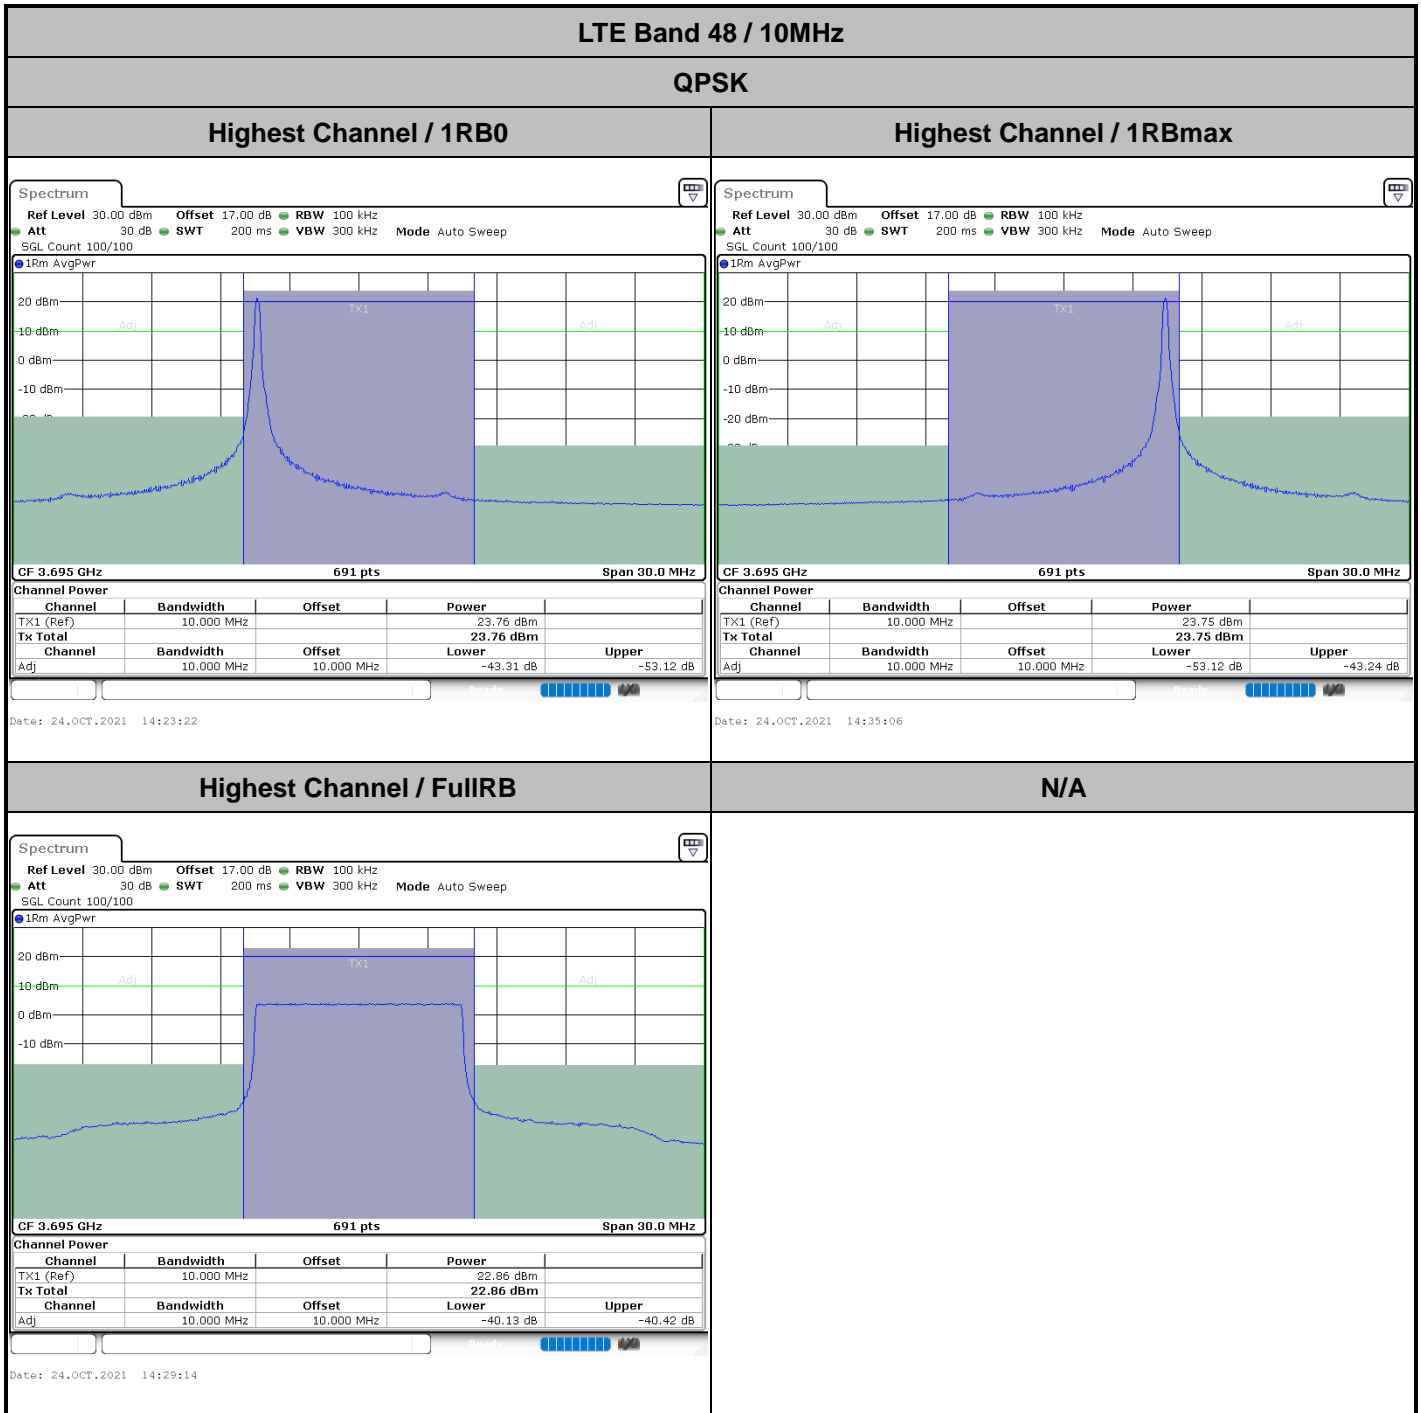 LTE Band 48 / 10MHz
QPSK
Highest Channel / 1RB0
Highest Channel / 1RBmax
Spectrum
Ref Level 30.00 dBm Offset 17.00 dB RBW 100 kHz
Att 30 dB SWT 200 ms VBW 300 kHz Mode Auto Sweep
SGL Count 100/100
1Rm AvgPwr
TX1
Adj
Adj
20 dBm
10 dBm
0 dBm
-10 dBm
CF 3.695 GHz 691 pts Span 30.0 MHz
Channel Power
Channel Bandwidth Offset Power
TX1 (Ref) 10.000 MHz 23.76 dBm
Tx Total 23.76 dBm
Channel Bandwidth Offset Lower Upper
Adj 10.000 MHz 10.000 MHz -43.31 dB -53.12 dB
Ready
Date: 24.OCT.2021 14:23:22
Spectrum
Ref Level 30.00 dBm Offset 17.00 dB RBW 100 kHz
Att 30 dB SWT 200 ms VBW 300 kHz Mode Auto Sweep
SGL Count 100/100
1Rm AvgPwr
TX1
Adj
Adj
20 dBm
10 dBm
0 dBm
-10 dBm
-20 dBm
CF 3.695 GHz 691 pts Span 30.0 MHz
Channel Power
Channel Bandwidth Offset Power
TX1 (Ref) 10.000 MHz 23.75 dBm
Tx Total 23.75 dBm
Channel Bandwidth Offset Lower Upper
Adj 10.000 MHz 10.000 MHz -53.12 dB -43.24 dB
Ready
Date: 24.OCT.2021 14:35:06
Highest Channel / FullRB
N/A
Spectrum
Ref Level 30.00 dBm Offset 17.00 dB RBW 100 kHz
Att 30 dB SWT 200 ms VBW 300 kHz Mode Auto Sweep
SGL Count 100/100
1Rm AvgPwr
TX1
Adj
Adj
20 dBm
10 dBm
0 dBm
-10 dBm
CF 3.695 GHz 691 pts Span 30.0 MHz
Channel Power
Channel Bandwidth Offset Power
TX1 (Ref) 10.000 MHz 22.86 dBm
Tx Total 22.86 dBm
Channel Bandwidth Offset Lower Upper
Adj 10.000 MHz 10.000 MHz -40.13 dB -40.42 dB
Ready
Date: 24.OCT.2021 14:29:14